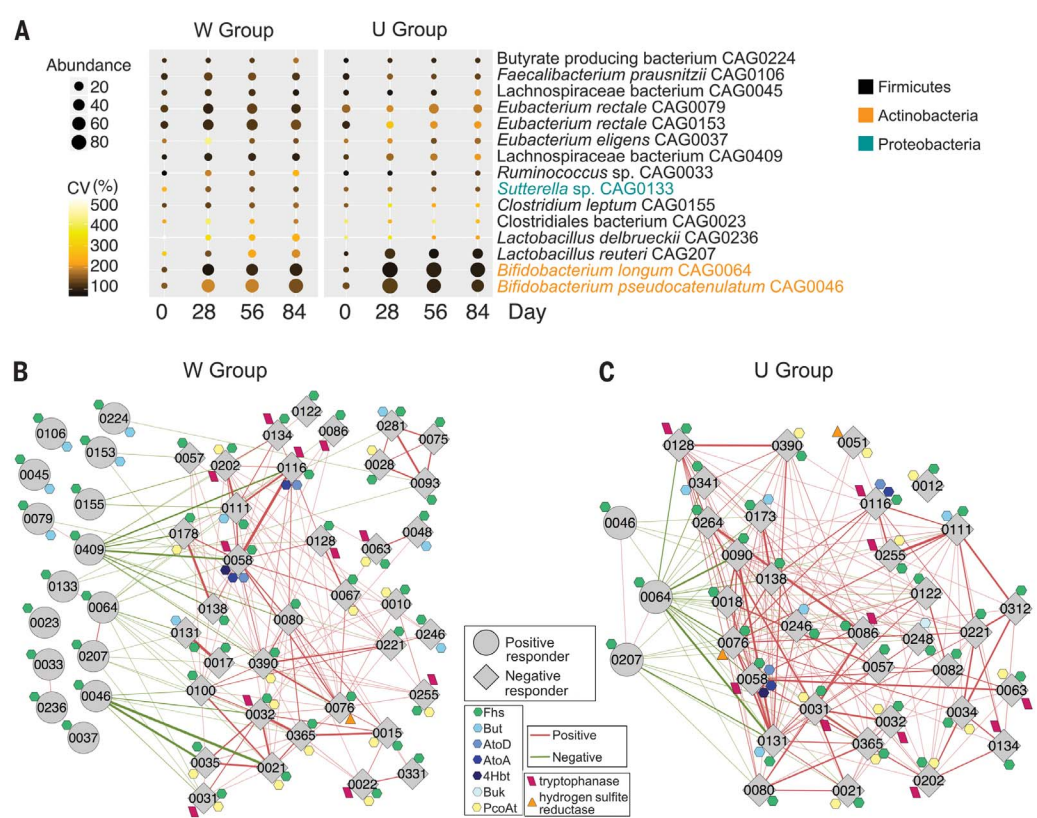 A
W Group
U Group
Abundance
20
40
60
80
CV (%)
500
400
300
200
100
Butyrate producing bacterium CAG0224
Faecalibacterium prausnitzii CAG0106
Lachnospiraceae bacterium CAG0045
Eubacterium rectale CAG0079
Eubacterium rectale CAG0153
Eubacterium eligens CAG0037
Lachnospiraceae bacterium CAG0409
Ruminococcus sp. CAG0033
Sutterella sp. CAG0133
Clostridium leptum CAG0155
Clostridiales bacterium CAG0023
Lactobacillus delbrueckii CAG0236
Lactobacillus reuteri CAG207
Bifidobacterium longum CAG0064
Bifidobacterium pseudocatenulatum CAG0046
0 28 56 84 0 28 56 84 Day
Firmicutes
Actinobacteria
Proteobacteria
B
W Group
0106
0224
0153
0045
0155
0079
0409
0133
0064
0023
0207
0033
0046
0236
0037
0057
0202
0134
0122
0086
0116
0281
0075
0028
0093
0111
0178
0058
0128
0063
0048
0138
0067
0010
0131
0080
0246
0017
0390
0221
0100
0255
0032
0076
0365
0015
0035
0021
0022
0331
0031
Positive
responder
Negative
responder
Fhs
But
AtoD
AtoA
4Hbt
Buk
PcoAt
Positive
Negative
tryptophanase
hydrogen sulfite
reductase
C
U Group
0128
0390
0051
0341
0116
0012
0046
0264
0173
0111
0090
0255
0138
0064
0018
0122
0312
0246
0086
0248
0221
0076
0207
0058
0057
0082
0063
0031
0032
0034
0131
0365
0134
0202
0080
0021